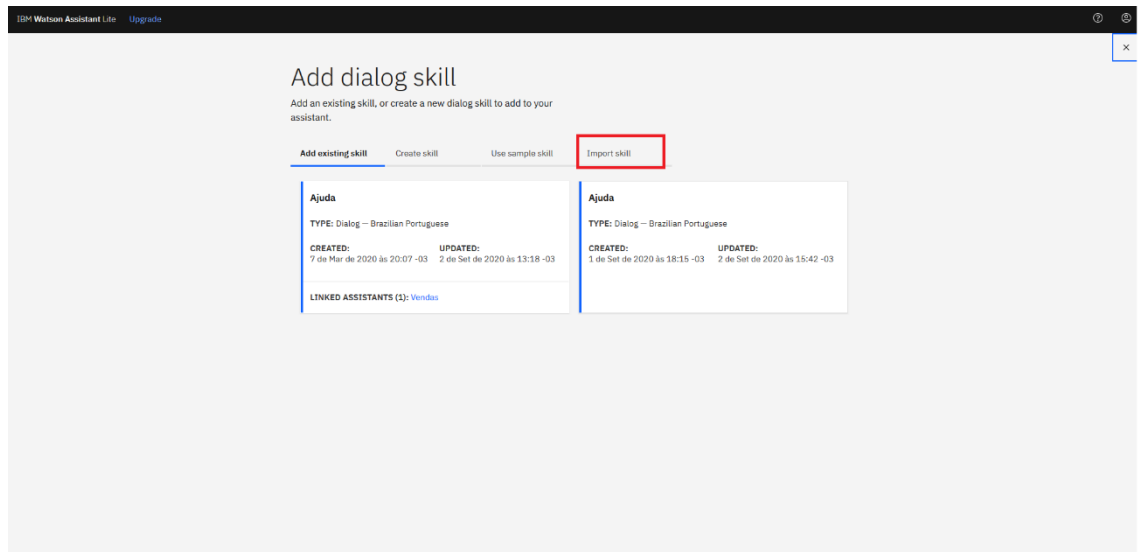 IBM Watson Assistant Lite Upgrade
Add dialog skill
Add an existing skill, or create a new dialog skill to add to your
assistant.
Add existing skill Create skill Use sample skill Import skill
Ajuda
TYPE: Dialog — Brazilian Portuguese
CREATED: UPDATED:
7 de Mar de 2020 às 20:07 -03 2 de Set de 2020 às 13:18 -03
LINKED ASSISTANTS (1): Vendas
Ajuda
TYPE: Dialog — Brazilian Portuguese
CREATED: UPDATED:
1 de Set de 2020 às 18:15 -03 2 de Set de 2020 às 15:42 -03